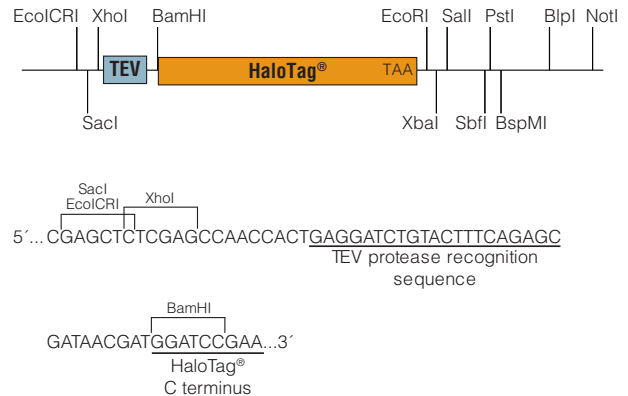 EcoICRI XhoI BamHI EcoRI SalI PstI BlpI NotI
TEV HaloTag® TAA
SacI XbaI SbfI BspMI
SacI
EcoICRI XhoI
5´... CGAGCTCTCGAGCCAACCACTGAGGATCTGTACTTTCAGAGC
TEV protease recognition
sequence
BamHI
GATAACGATGGATCCGAA...3´
HaloTag®
C terminus